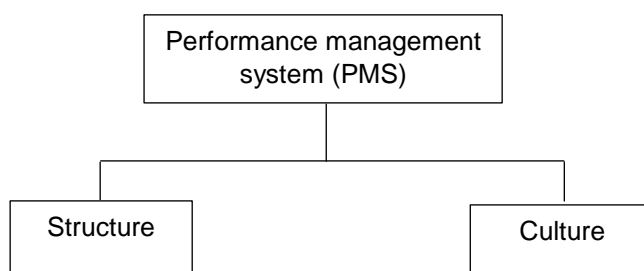 Performance management
system (PMS)
Structure
Culture